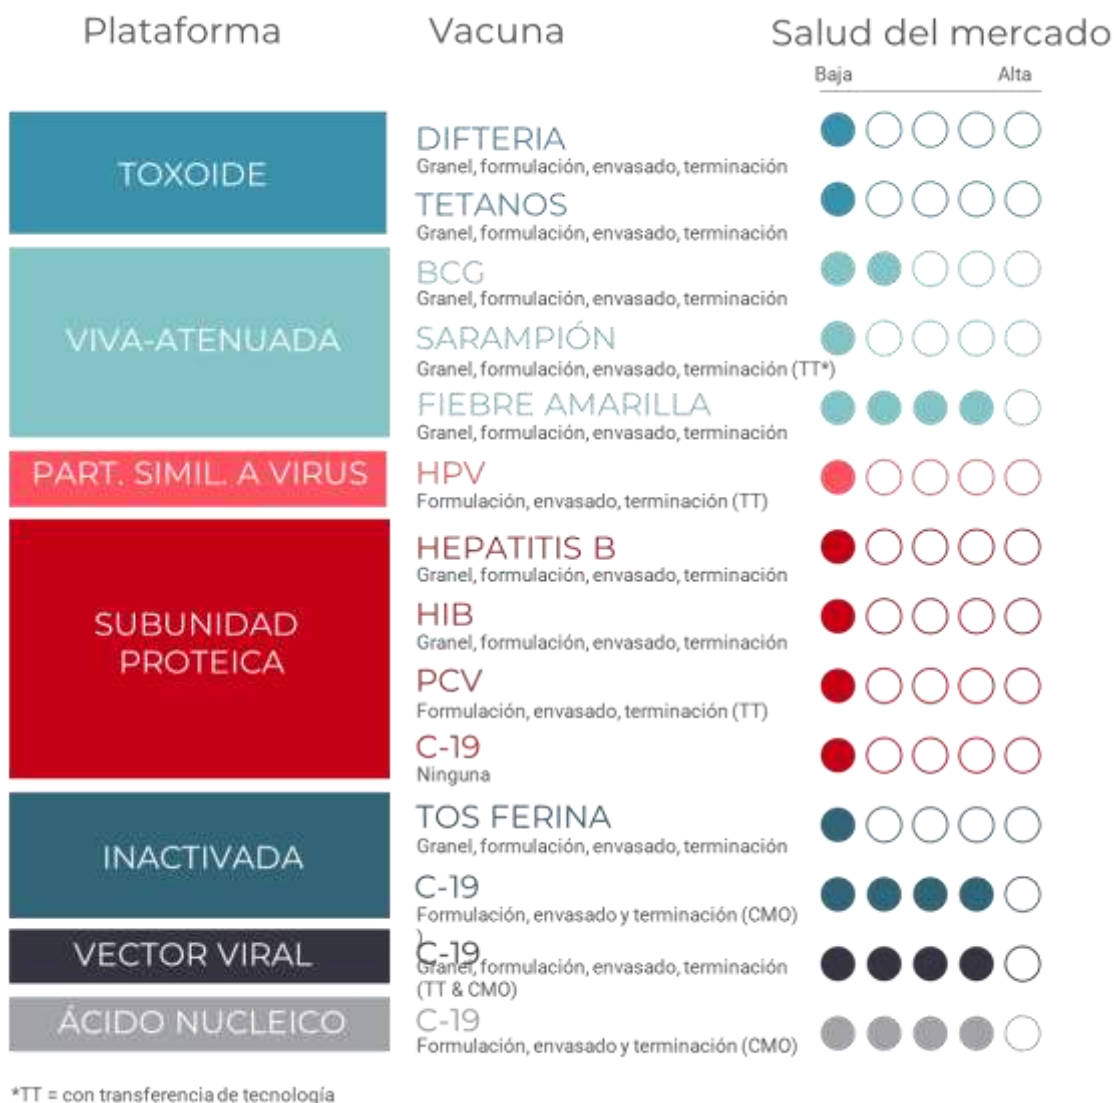 Plataforma Vacuna Salud del mercado
Baja Alta
TOXOIDE
DIFTERIA
Granel, formulación, envasado, terminación
TETANOS
Granel, formulación, envasado, terminación
VIVA-ATENUADA
BCG
Granel, formulación, envasado, terminación
SARAMPIÓN
Granel, formulación, envasado, terminación (TT*)
FIEBRE AMARILLA
Granel, formulación, envasado, terminación
PART. SIMIL. A VIRUS
HPV
Formulación, envasado, terminación (TT)
SUBUNIDAD
PROTEICA
HEPATITIS B
Granel, formulación, envasado, terminación
HIB
Granel, formulación, envasado, terminación
PCV
Formulación, envasado, terminación (TT)
C-19
Ninguna
INACTIVADA
TOS FERINA
Granel, formulación, envasado, terminación
C-19
Formulación, envasado y terminación (CMO)
)
VECTOR VIRAL
C-19
Granel, formulación, envasado, terminación
(TT & CMO)
ÁCIDO NUCLEICO
C-19
Formulación, envasado y terminación (CMO)
*TT = con transferencia de tecnología